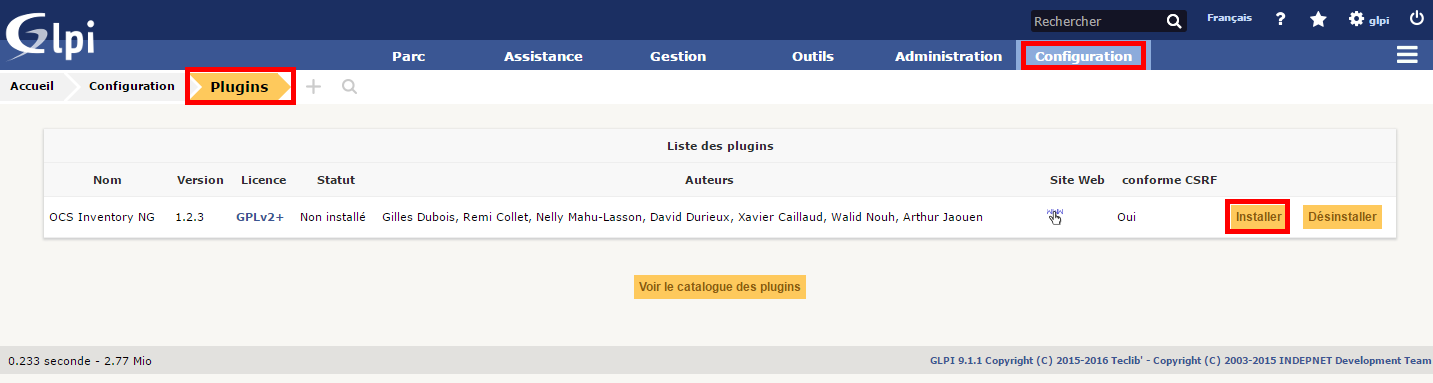 Glpi
Rechercher Français ? glpi
Parc Assistance Gestion Outils Administration Configuration
Accueil Configuration Plugins
Liste des plugins
Nom Version Licence Statut Auteurs Site Web conforme CSRF
OCS Inventory NG 1.2.3 GPLv2+ Non installé Gilles Dubois, Remi Collet, Nelly Mahu-Lasson, David Durieux, Xavier Caillaud, Walid Nouh, Arthur Jaouen Oui Installer Désinstaller
Voir le catalogue des plugins
0.233 seconde - 2.77 Mio GLPI 9.1.1 Copyright (C) 2015-2016 Teclib' - Copyright (C) 2003-2015 INDEPNET Development Team